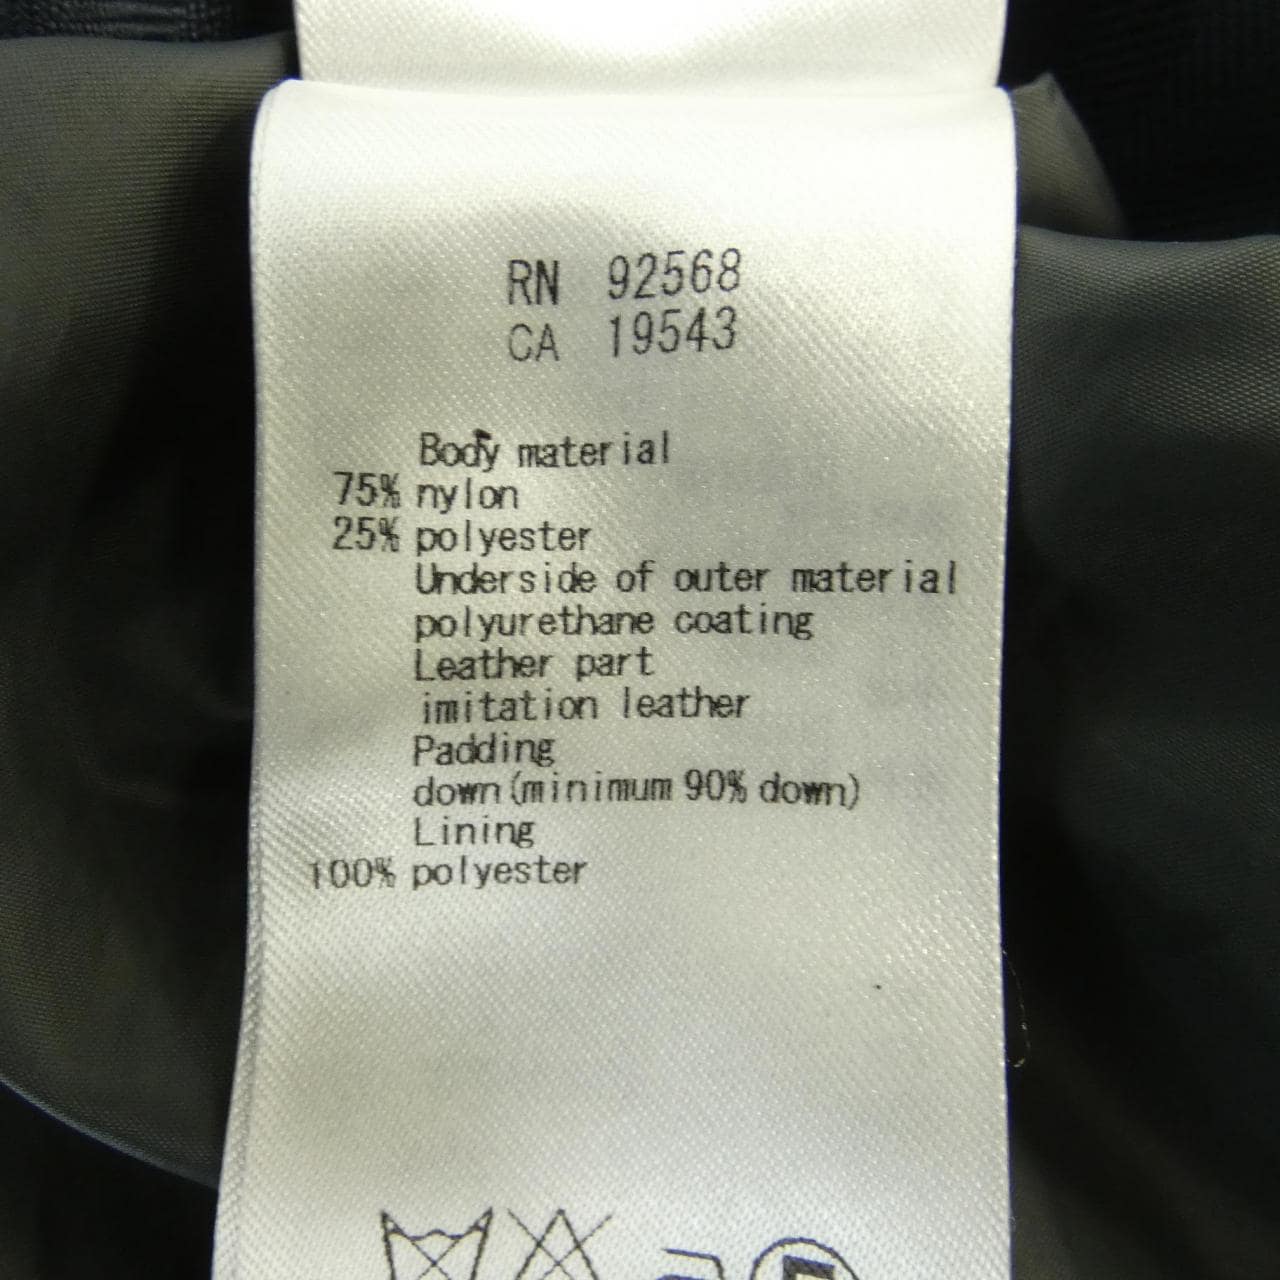 RN 92568
CA 19543
Body material
75% nylon
25% polyester
Underside of outer material
polyurethane coating
Leather part
imitation leather
Padding
down(minimum 90% down)
Lining
100% polyester